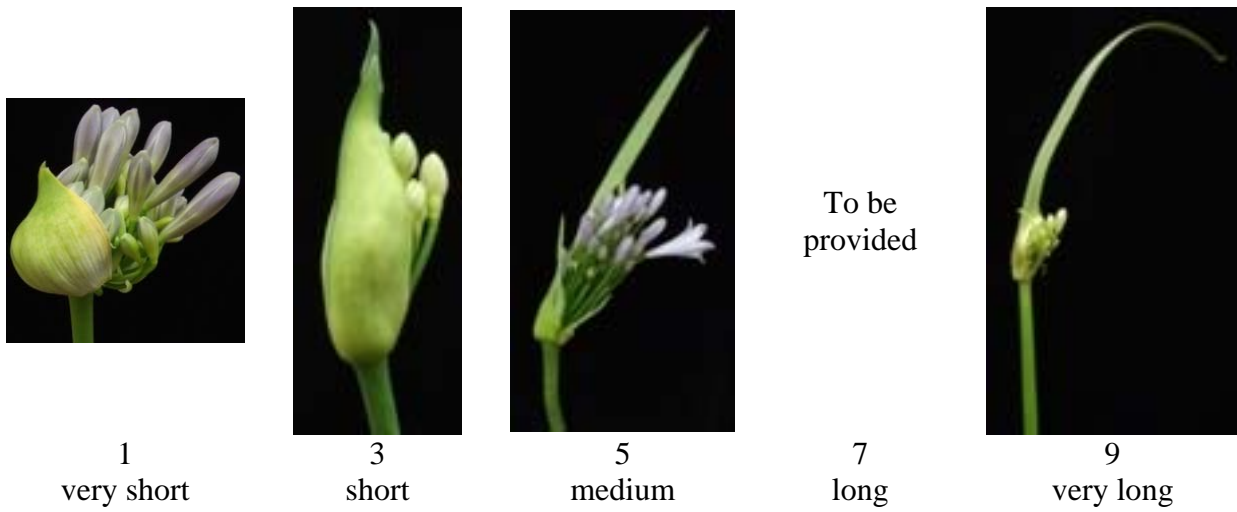 To be
provided
1
very short
3
short
5
medium
7
long
9
very long